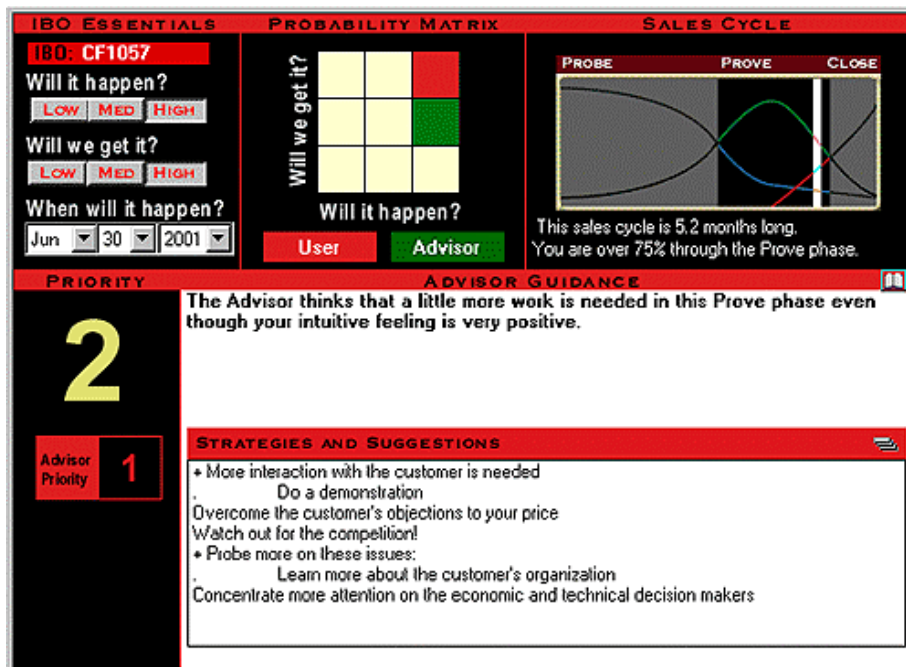 IBO ESSENTIALS
IBO: CF1057
Will it happen?
LOW MED HIGH
Will we get it?
LOW MED HIGH
When will it happen?
Jun 30 2001
PROBABILITY MATRIX
Will we get it?
Will it happen?
User Advisor
SALES CYCLE
PROBE PROVE CLOSE
This sales cycle is 5.2 months long.
You are over 75% through the Prove phase.
PRIORITY
2
Advisor
Priority
1
ADVISOR GUIDANCE
The Advisor thinks that a little more work is needed in this Prove phase even
though your intuitive feeling is very positive.
STRATEGIES AND SUGGESTIONS
+ More interaction with the customer is needed
. Do a demonstration
Overcome the customer's objections to your price
Watch out for the competition!
+ Probe more on these issues:
. Learn more about the customer's organization
Concentrate more attention on the economic and technical decision makers